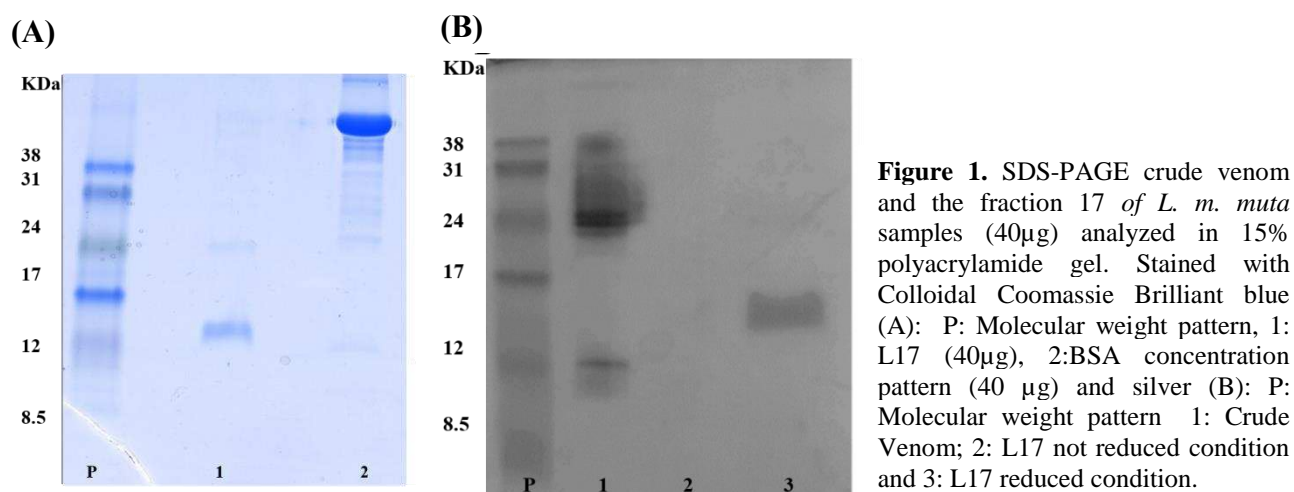 (A)
KDa
38
31
24
17
12
8.5
P 1 2
(B)
KDa
38
31
24
17
12
8.5
P 1 2 3
Figure 1. SDS-PAGE crude venom
and the fraction 17 of L. m. muta
samples (40µg) analyzed in 15%
polyacrylamide gel. Stained with
Colloidal Coomassie Brilliant blue
(A): P: Molecular weight pattern, 1:
L17 (40µg), 2:BSA concentration
pattern (40 µg) and silver (B): P:
Molecular weight pattern 1: Crude
Venom; 2: L17 not reduced condition
and 3: L17 reduced condition.